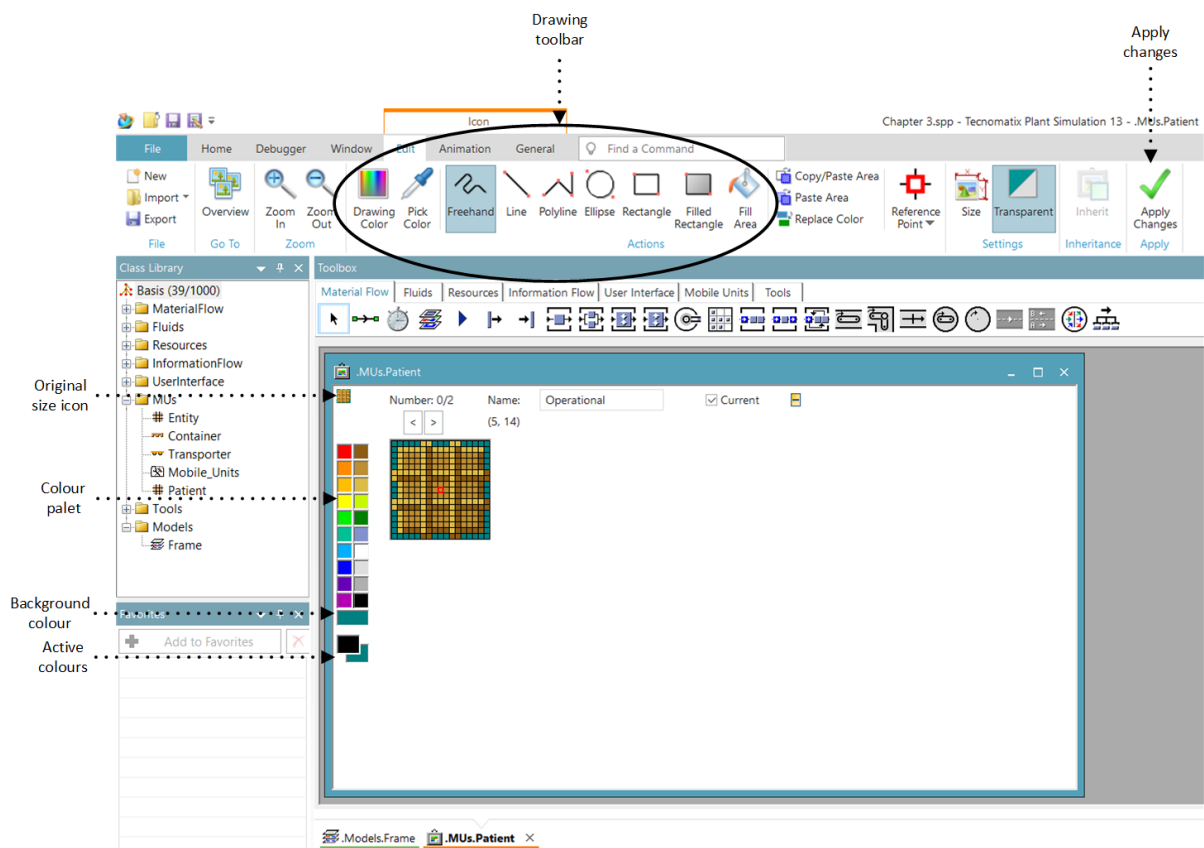 Drawing
toolbar
Apply
changes
Icon
Chapter 3.spp - Tecnomatix Plant Simulation 13 - .MUs.Patient
File Home Debugger Window Edit Animation General Find a Command
New
Import
Export
Overview
Zoom
In
Zoom
Out
Drawing
Color
Pick
Color
Freehand
Line
Polyline
Ellipse
Rectangle
Filled
Rectangle
Fill
Area
Copy/Paste Area
Paste Area
Replace Color
Reference
Point
Size
Transparent
Inherit
Apply
Changes
File Go To Zoom Actions Settings Inheritance Apply
Class Library
Toolbox
Basis (39/1000)
MaterialFlow
Fluids
Resources
InformationFlow
UserInterface
MUs
Entity
Container
Transporter
Mobile_Units
Patient
Tools
Models
Frame
Material Flow Fluids Resources Information Flow User Interface Mobile Units Tools
.MUs.Patient
Number: 0/2 Name: Operational Current
< > (5, 14)
Original
size icon
Colour
palet
Background
colour
Active
colours
Favorites
Add to Favorites
.Models.Frame .MUs.Patient